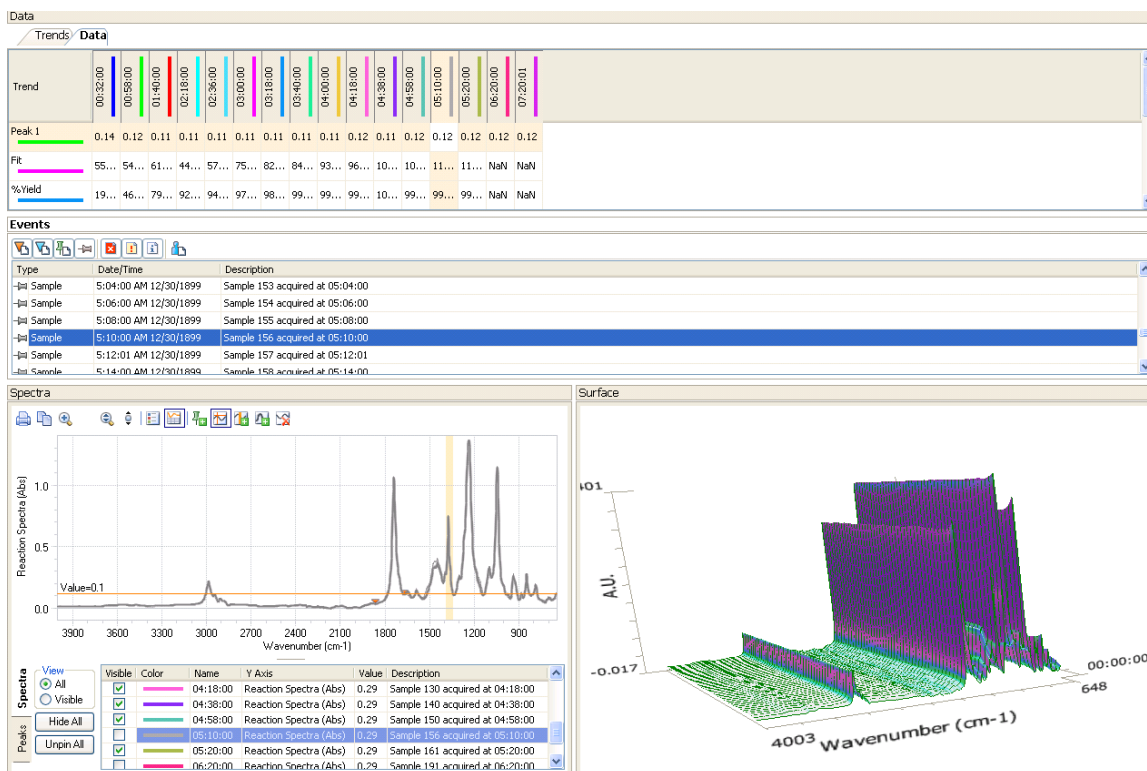 Data
Trends Data
Trend 00:32:00 00:58:00 01:40:00 02:18:00 02:36:00 03:00:00 03:18:00 03:40:00 04:00:00 04:18:00 04:38:00 04:58:00 05:10:00 05:20:00 06:20:00 07:20:01
Peak 1 0.14 0.12 0.11 0.11 0.11 0.11 0.11 0.11 0.11 0.12 0.11 0.12 0.12 0.12 0.12 0.12
Fit 55... 54... 61... 44... 57... 75... 82... 84... 93... 96... 10... 10... 11... 11... NaN NaN
%Yield 19... 46... 79... 92... 94... 97... 98... 99... 99... 99... 10... 99... 99... 99... NaN NaN
Events
Type Date/Time Description
Sample 5:04:00 AM 12/30/1899 Sample 153 acquired at 05:04:00
Sample 5:06:00 AM 12/30/1899 Sample 154 acquired at 05:06:00
Sample 5:08:00 AM 12/30/1899 Sample 155 acquired at 05:08:00
Sample 5:10:00 AM 12/30/1899 Sample 156 acquired at 05:10:00
Sample 5:12:01 AM 12/30/1899 Sample 157 acquired at 05:12:01
Sample 5:14:00 AM 12/30/1899 Sample 158 acquired at 05:14:00
Spectra
Reaction Spectra (Abs)
1.0
0.5
0.0
Value=0.1
3900 3600 3300 3000 2700 2400 2100 1800 1500 1200 900
Wavenumber (cm-1)
Spectra
Peaks
View
All
Visible
Hide All
Unpin All
Visible Color Name Y Axis Value Description
04:18:00 Reaction Spectra (Abs) 0.29 Sample 130 acquired at 04:18:00
04:38:00 Reaction Spectra (Abs) 0.29 Sample 140 acquired at 04:38:00
04:58:00 Reaction Spectra (Abs) 0.29 Sample 150 acquired at 04:58:00
05:10:00 Reaction Spectra (Abs) 0.29 Sample 156 acquired at 05:10:00
05:20:00 Reaction Spectra (Abs) 0.29 Sample 161 acquired at 05:20:00
06:20:00 Reaction Spectra (Abs) 0.29 Sample 191 acquired at 06:20:00
Surface
401
A.U.
-0.017
00:00:00
648
4003 Wavenumber (cm-1)